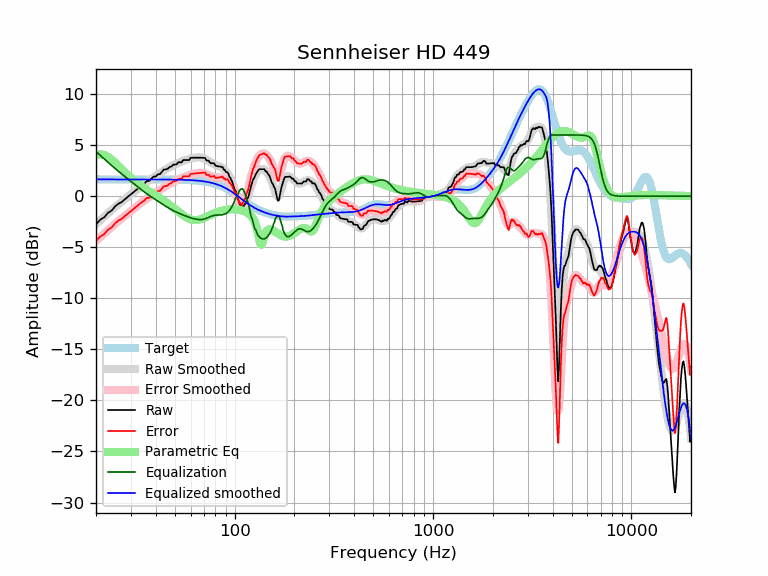 Sennheiser HD 449
10
5
0
−5
−10
−15
−20
−25
−30
Amplitude (dBr)
Target
Raw Smoothed
Error Smoothed
Raw
Error
Parametric Eq
Equalization
Equalized smoothed
100 1000 10000
Frequency (Hz)